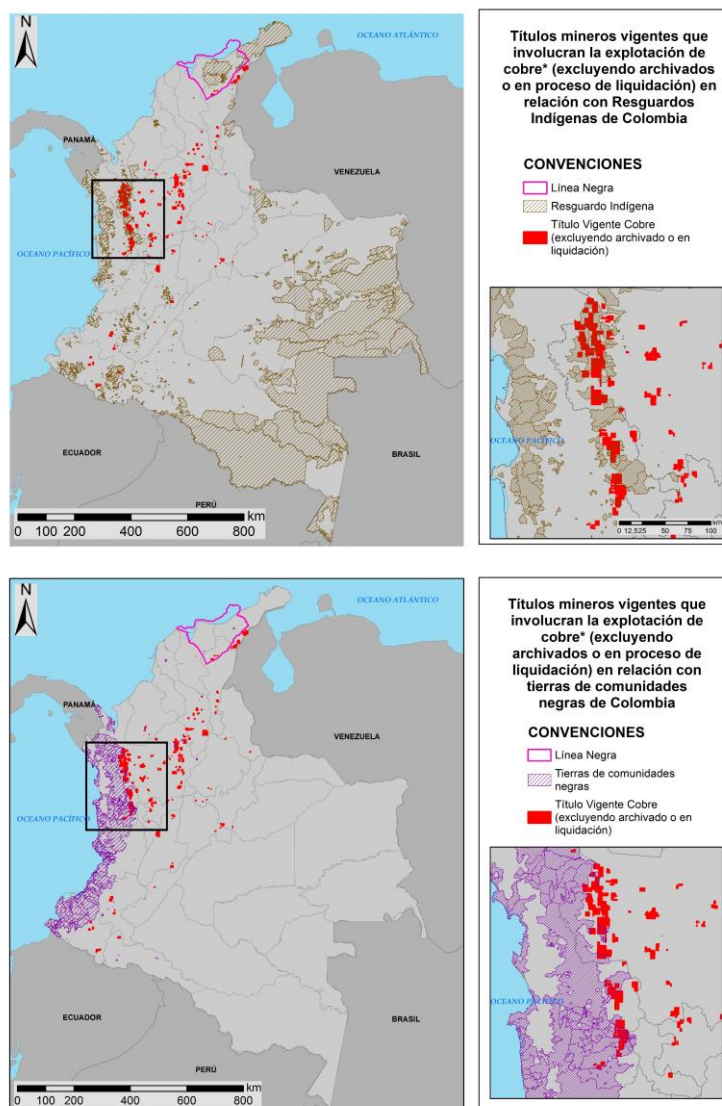 N
OCEANO ATLÁNTICO
PANAMÁ
VENEZUELA
OCEANO PACÍFICO
ECUADOR
BRASIL
PERÚ
km
0 100 200 400 600 800
Títulos mineros vigentes que
involucran la explotación de
cobre* (excluyendo archivados
o en proceso de liquidación) en
relación con Resguardos
Indígenas de Colombia
CONVENCIONES
Línea Negra
Resguardo Indígena
Título Vigente Cobre
(excluyendo archivado o en
liquidación)
OCEANO PACÍFICO
km
0 12,525 50 75 100
N
OCEANO ATLÁNTICO
PANAMÁ
VENEZUELA
OCEANO PACÍFICO
ECUADOR
BRASIL
PERÚ
km
0 100 200 400 600 800
Títulos mineros vigentes que
involucran la explotación de
cobre* (excluyendo
archivados o en proceso de
liquidación) en relación con
tierras de comunidades
negras de Colombia
CONVENCIONES
Línea Negra
Tierras de comunidades
negras
Título Vigente Cobre
(excluyendo archivado o en
liquidación)
OCEANO PACÍFICO